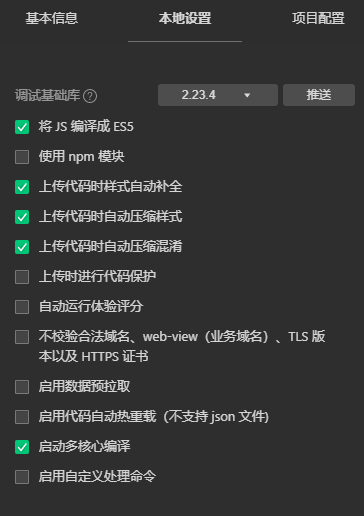 基本信息 本地设置 项目配置
调试基础库 ? 2.23.4 推送
将 JS 编译成 ES5
使用 npm 模块
上传代码时样式自动补全
上传代码时自动压缩样式
上传代码时自动压缩混淆
上传时进行代码保护
自动运行体验评分
不校验合法域名、web-view（业务域名）、TLS 版
本以及 HTTPS 证书
启用数据预拉取
启用代码自动热重载（不支持 json 文件)
启动多核心编译
启用自定义处理命令